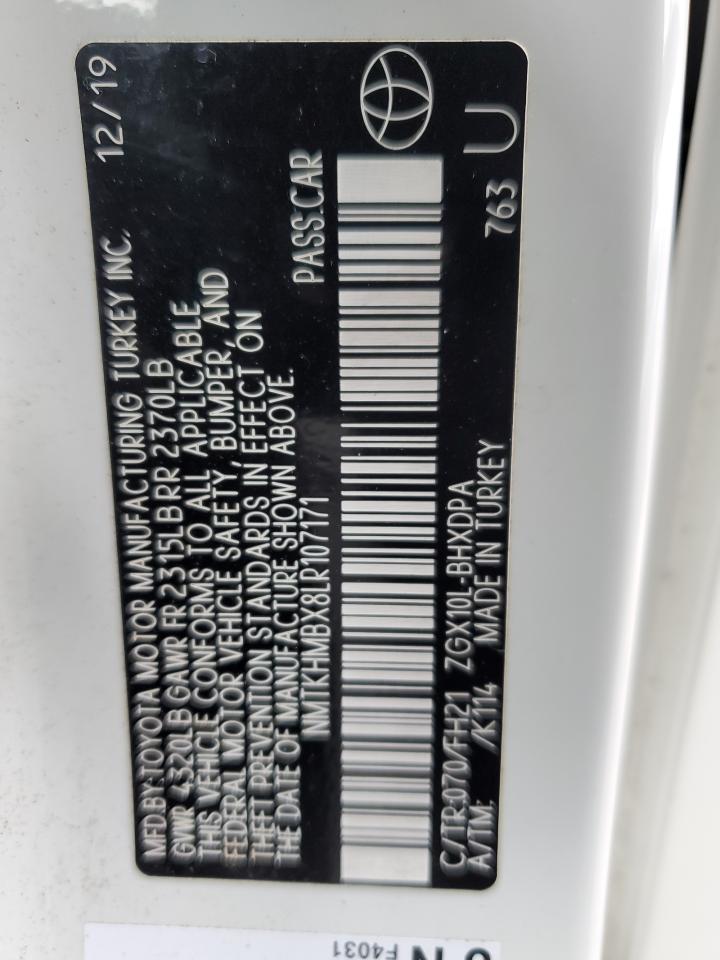 MFD.BY:TOYOTA MOTOR MANUFACTURING TURKEY INC. 12/19
GWR 4320LB GAWR FR 2315LB RR 2370LB
THIS VEHICLE CONFORMS TO ALL APPLICABLE
FEDERAL MOTOR VEHICLE SAFETY, BUMPER, AND
THEFT PREVENTION STANDARDS IN EFFECT ON
THE DATE OF MANUFACTURE SHOWN ABOVE.
NMTKHMBX8LR107171 PASS.CAR
C/TR:070/FH21 ZGX10L-BHXDPA 763 U
A/TM: /K114 MADE IN TURKEY
F4031